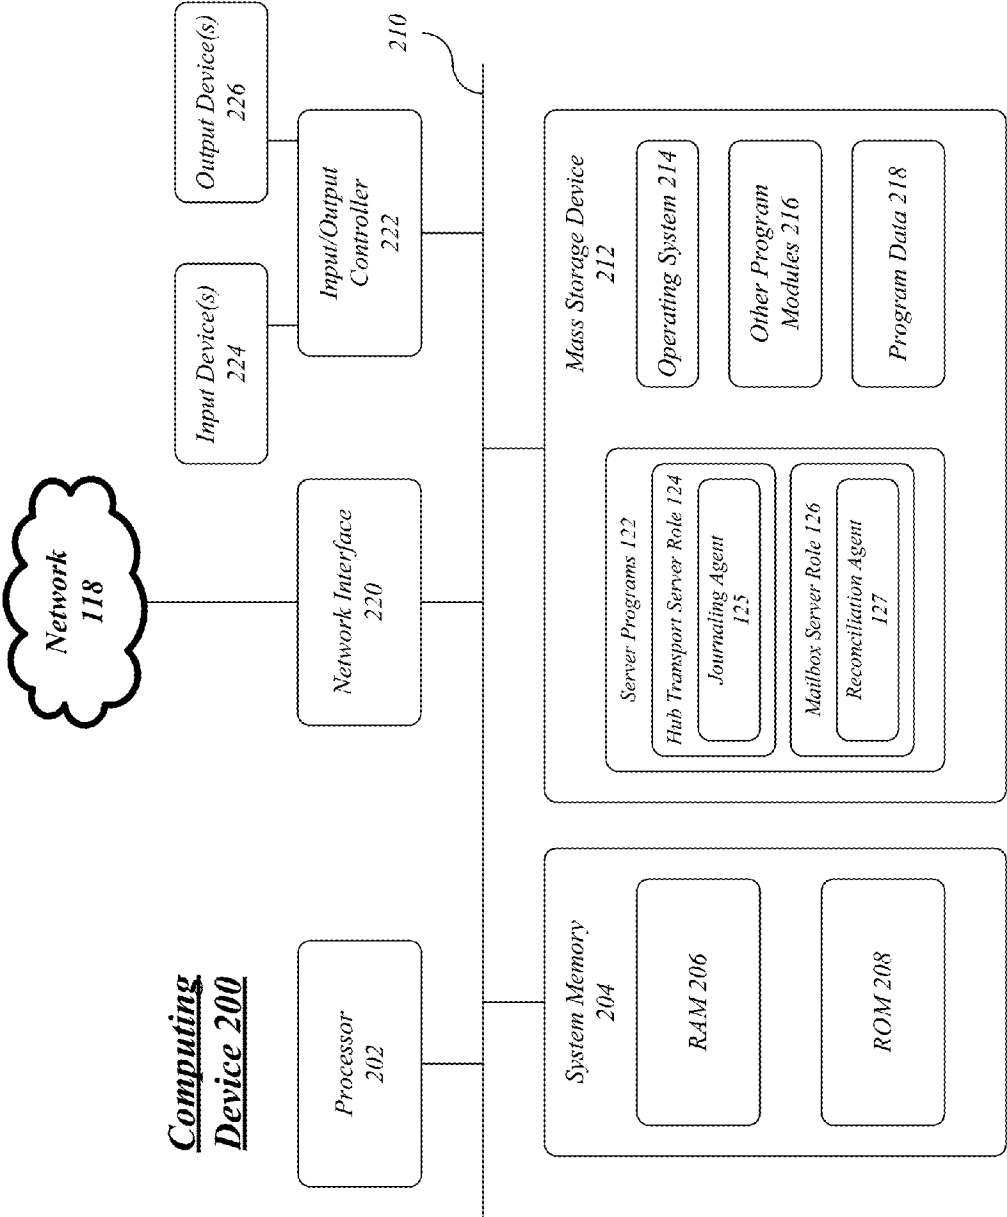 Computing
Device 200
Network
118
Processor
202
Network Interface
220
Input Device(s)
224
Output Device(s)
226
Input/Output
Controller
222
210
System Memory
204
RAM 206
ROM 208
Mass Storage Device
212
Server Programs 122
Hub Transport Server Role 124
Journaling Agent
125
Mailbox Server Role 126
Reconciliation Agent
127
Operating System 214
Other Program
Modules 216
Program Data 218